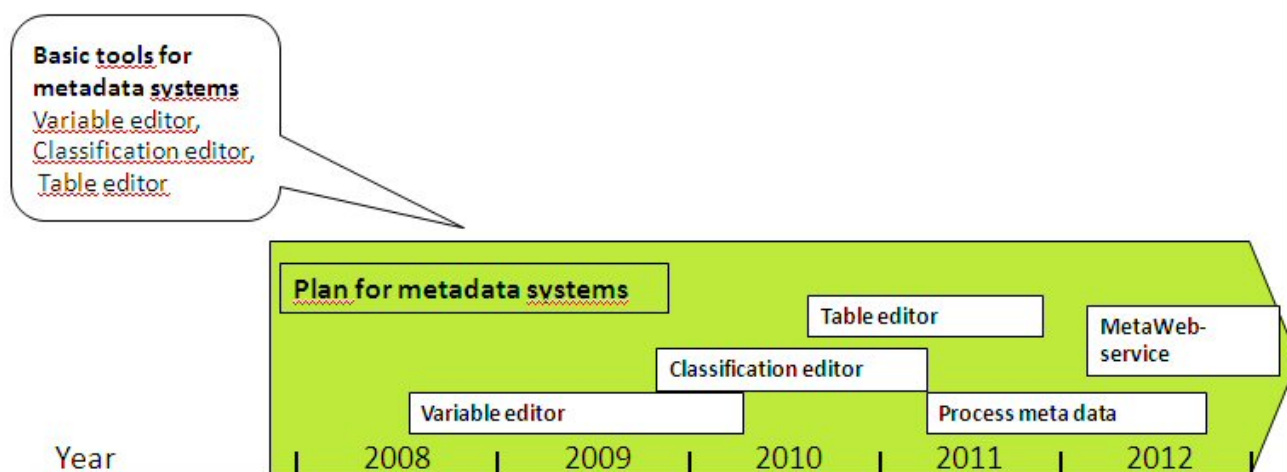 Basic tools for
metadata systems
Variable editor,
Classification editor,
Table editor
Plan for metadata systems
Table editor
MetaWeb-
service
Classification editor
Variable editor
Process meta data
Year 2008 2009 2010 2011 2012